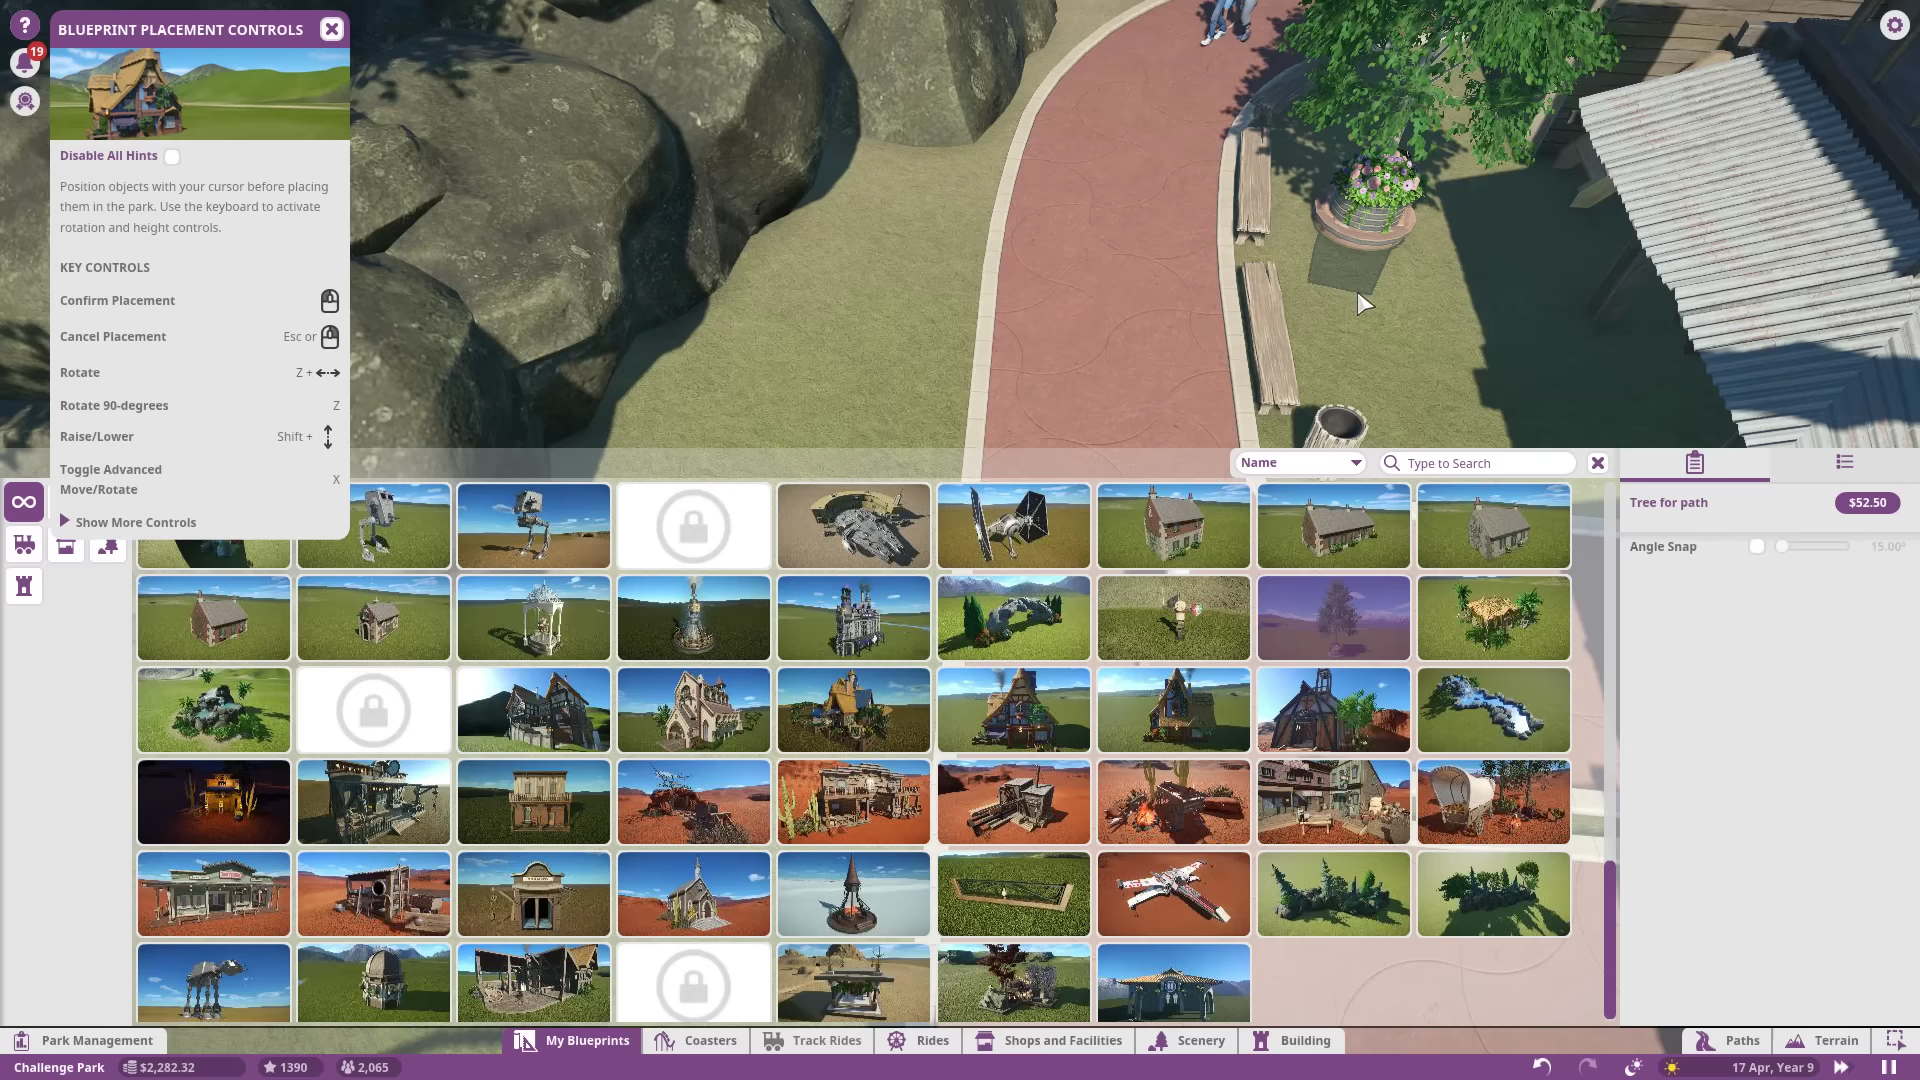 ?
19
BLUEPRINT PLACEMENT CONTROLS
Disable All Hints
Position objects with your cursor before placing
them in the park. Use the keyboard to activate
rotation and height controls.
KEY CONTROLS
Confirm Placement
Cancel Placement Esc or
Rotate Z +
Rotate 90-degrees Z
Raise/Lower Shift +
Toggle Advanced
Move/Rotate X
Show More Controls
Name
Type to Search
Tree for path $52.50
Angle Snap 15.00°
Park Management
My Blueprints
Coasters
Track Rides
Rides
Shops and Facilities
Scenery
Building
Paths
Terrain
Challenge Park $2,282.32 1390 2,065 17 Apr, Year 9